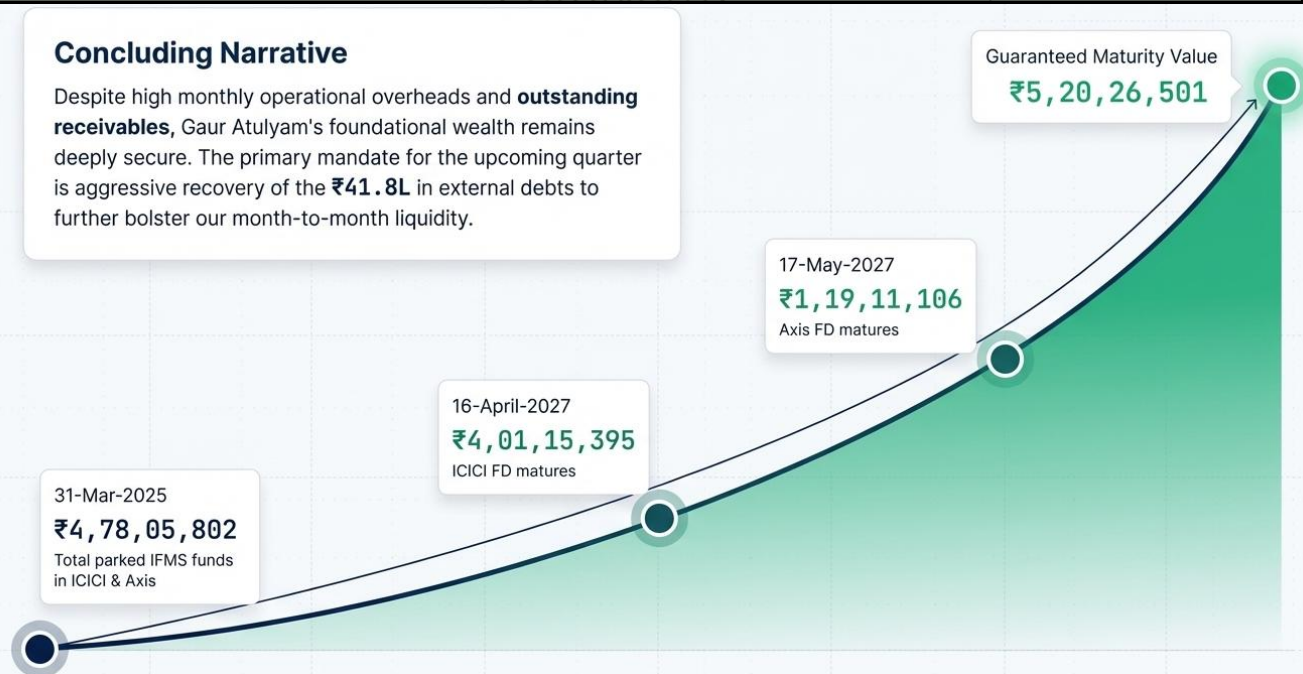 Concluding Narrative
Despite high monthly operational overheads and outstanding
receivables, Gaur Atulyam's foundational wealth remains
deeply secure. The primary mandate for the upcoming quarter
is aggressive recovery of the ₹41.8L in external debts to
further bolster our month-to-month liquidity.
Guaranteed Maturity Value
₹5,20,26,501
17-May-2027
₹1,19,11,106
Axis FD matures
16-April-2027
₹4,01,15,395
ICICI FD matures
31-Mar-2025
₹4,78,05,802
Total parked IFMS funds
in ICICI & Axis